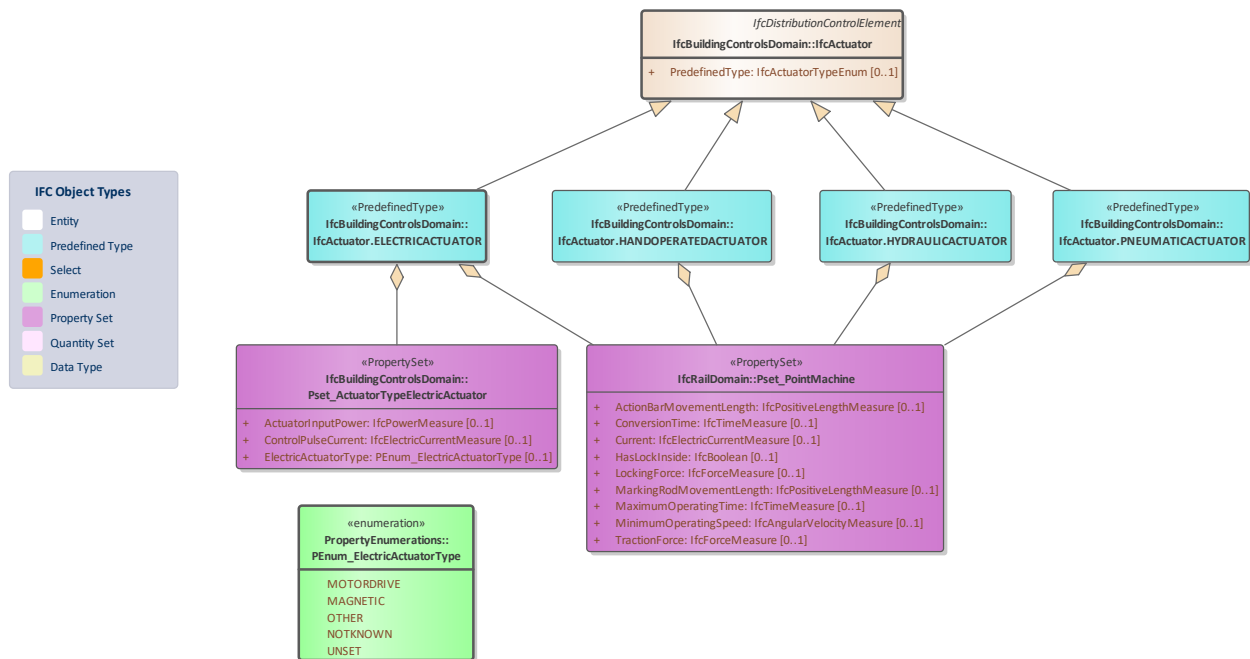 IfcDistributionControlElement
IfcBuildingControlsDomain::IfcActuator
+ PredefinedType: IfcActuatorTypeEnum [0..1]
IFC Object Types
Entity
Predefined Type
Select
Enumeration
Property Set
Quantity Set
Data Type
«PredefinedType»
IfcBuildingControlsDomain::
IfcActuator.ELECTRICACTUATOR
«PredefinedType»
IfcBuildingControlsDomain::
IfcActuator.HANDOPERATEDACTUATOR
«PredefinedType»
IfcBuildingControlsDomain::
IfcActuator.HYDRAULICACTUATOR
«PredefinedType»
IfcBuildingControlsDomain::
IfcActuator.PNEUMATICACTUATOR
«PropertySet»
IfcBuildingControlsDomain::
Pset_ActuatorTypeElectricActuator
+ ActuatorInputPower: IfcPowerMeasure [0..1]
+ ControlPulseCurrent: IfcElectricCurrentMeasure [0..1]
+ ElectricActuatorType: PEnum_ElectricActuatorType [0..1]
«PropertySet»
IfcRailDomain::Pset_PointMachine
+ ActionBarMovementLength: IfcPositiveLengthMeasure [0..1]
+ ConversionTime: IfcTimeMeasure [0..1]
+ Current: IfcElectricCurrentMeasure [0..1]
+ HasLockInside: IfcBoolean [0..1]
+ LockingForce: IfcForceMeasure [0..1]
+ MarkingRodMovementLength: IfcPositiveLengthMeasure [0..1]
+ MaximumOperatingTime: IfcTimeMeasure [0..1]
+ MinimumOperatingSpeed: IfcAngularVelocityMeasure [0..1]
+ TractionForce: IfcForceMeasure [0..1]
«enumeration»
PropertyEnumerations::
PEnum_ElectricActuatorType
MOTORDRIVE
MAGNETIC
OTHER
NOTKNOWN
UNSET